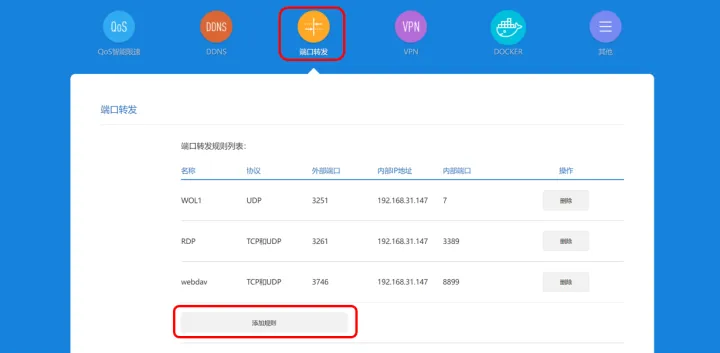 QoS DDNS VPN
QoS智能限速 DDNS 端口转发 VPN DOCKER 其他
端口转发
端口转发规则列表:
名称 协议 外部端口 内部IP地址 内部端口 操作
WOL1 UDP 3251 192.168.31.147 7 删除
RDP TCP和UDP 3261 192.168.31.147 3389 删除
webdav TCP和UDP 3746 192.168.31.147 8899 删除
添加规则